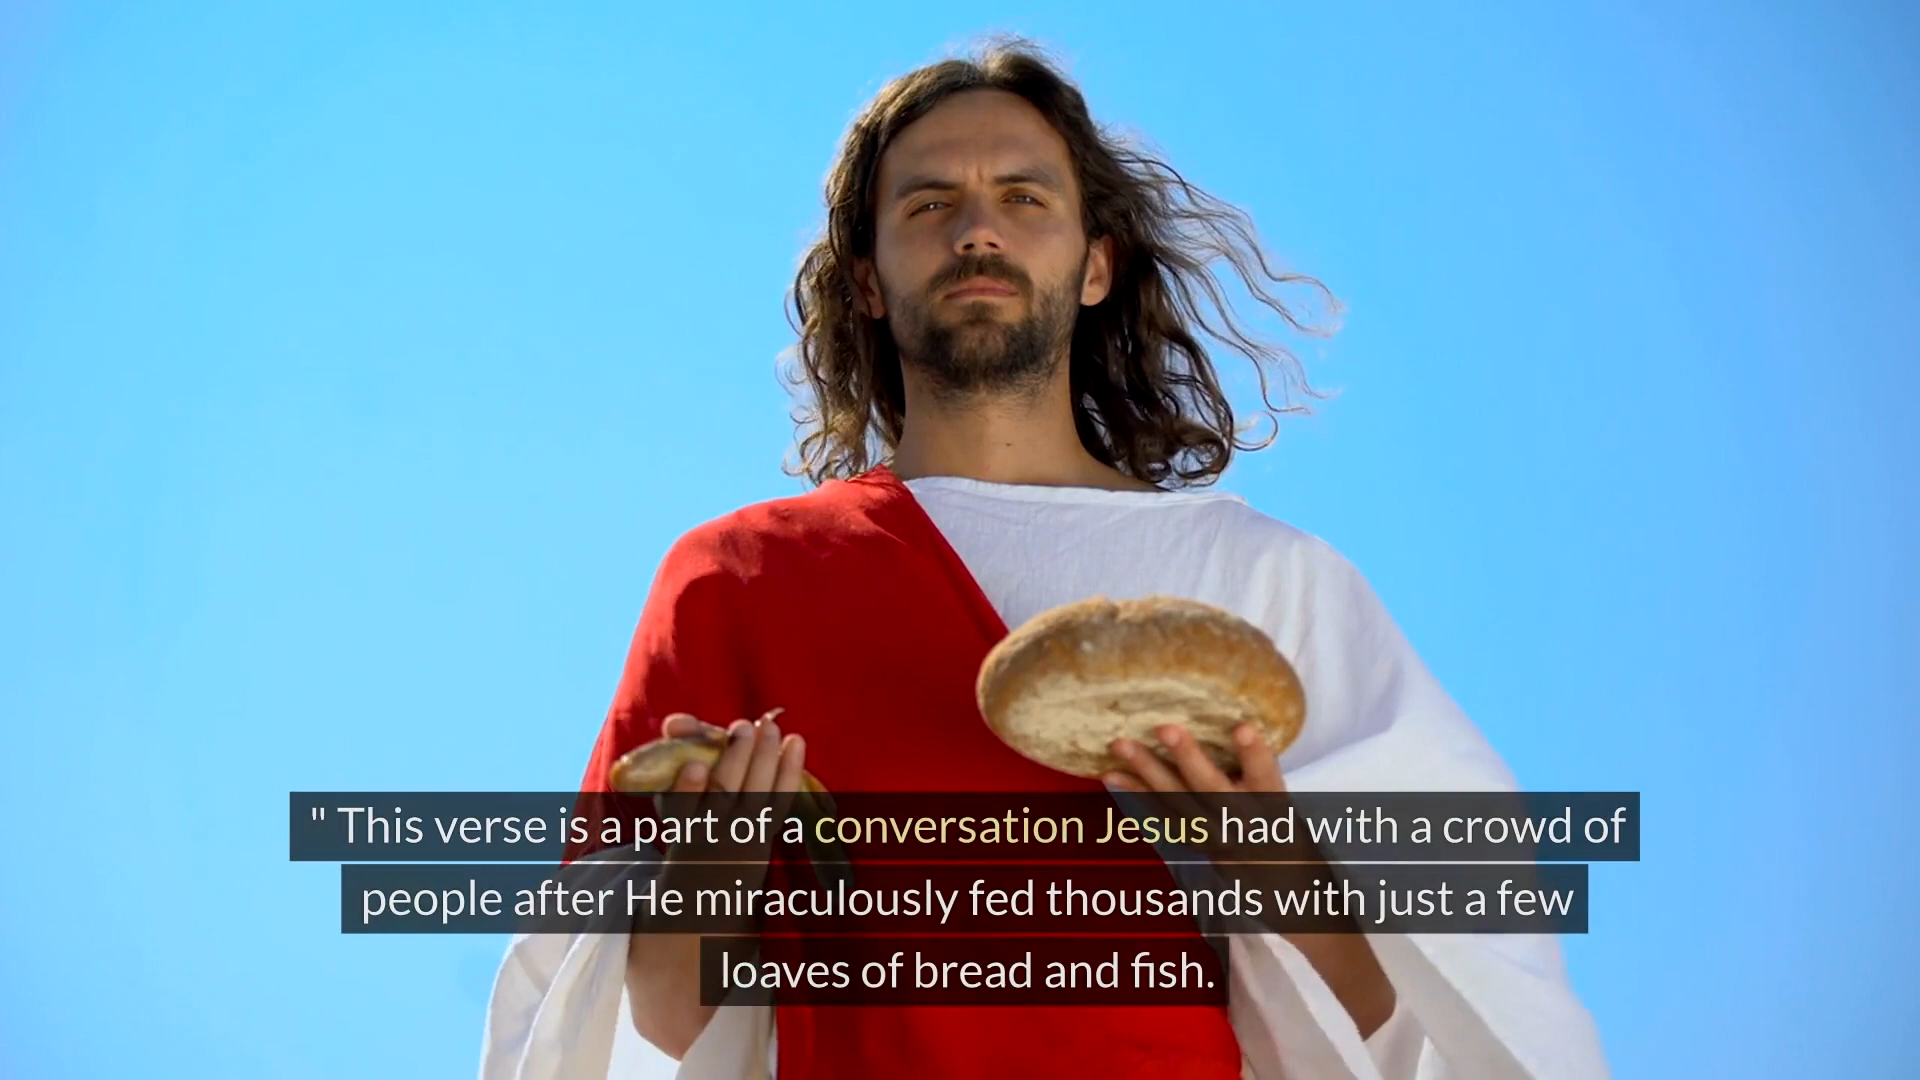 " This verse is a part of a conversation Jesus had with a crowd of
people after He miraculously fed thousands with just a few
loaves of bread and fish.